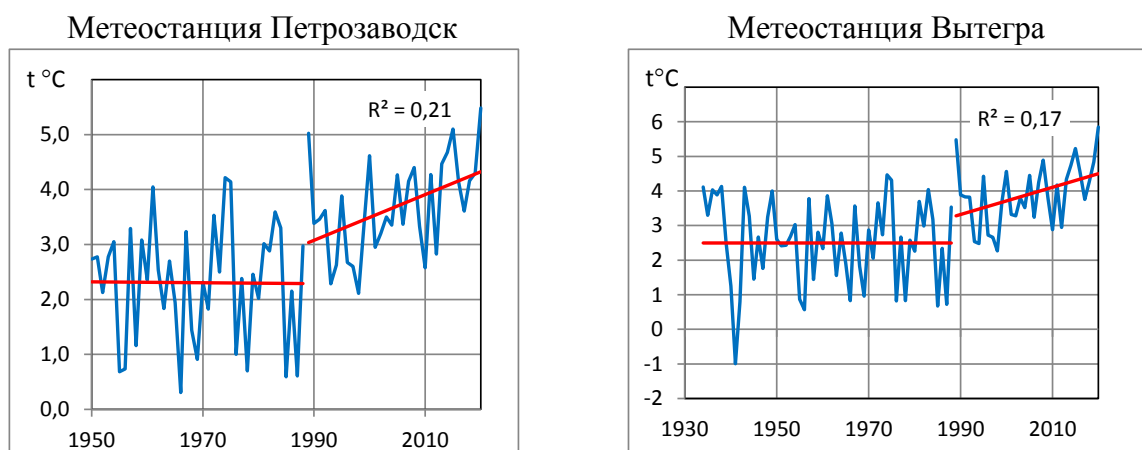 Метеостанция Петрозаводск
t °C
R² = 0,21
5,0
4,0
3,0
2,0
1,0
0,0
1950 1970 1990 2010
Метеостанция Вытегра
t°C
R² = 0,17
6
5
4
3
2
1
0
-1
-2
1930 1950 1970 1990 2010